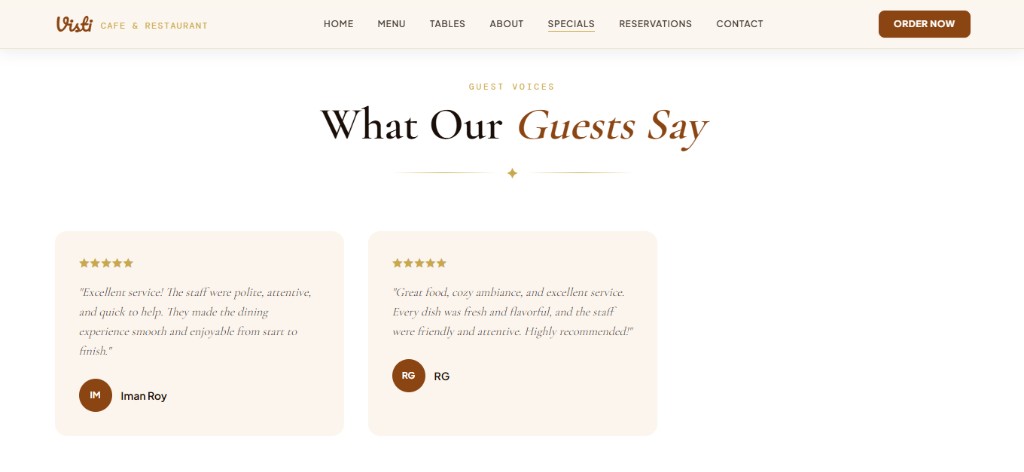 Visti CAFE & RESTAURANT HOME MENU TABLES ABOUT SPECIALS RESERVATIONS CONTACT ORDER NOW
GUEST VOICES
What Our Guests Say
"Excellent service! The staff were polite, attentive,
and quick to help. They made the dining
experience smooth and enjoyable from start to
finish."
IM Iman Roy
"Great food, cozy ambiance, and excellent service.
Every dish was fresh and flavorful, and the staff
were friendly and attentive. Highly recommended!"
RG RG